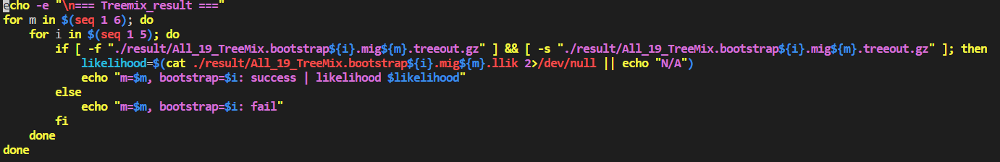 echo -e "\n=== Treemix_result ==="
for m in $(seq 1 6); do
    for i in $(seq 1 5); do
        if [ -f "./result/All_19_TreeMix.bootstrap${i}.mig${m}.treeout.gz" ] && [ -s "./result/All_19_TreeMix.bootstrap${i}.mig${m}.treeout.gz" ]; then
            likelihood=$(cat ./result/All_19_TreeMix.bootstrap${i}.mig${m}.llik 2>/dev/null || echo "N/A")
            echo "m=$m, bootstrap=$i: success | likelihood $likelihood"
        else
            echo "m=$m, bootstrap=$i: fail"
        fi
    done
done